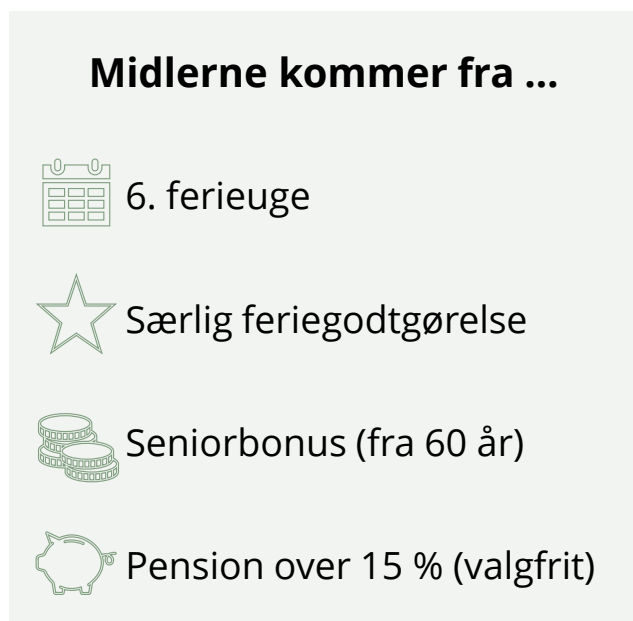 Midlerne kommer fra ...
6. ferieuge
Særlig feriegodtgørelse
Seniorbonus (fra 60 år)
Pension over 15 % (valgfrit)